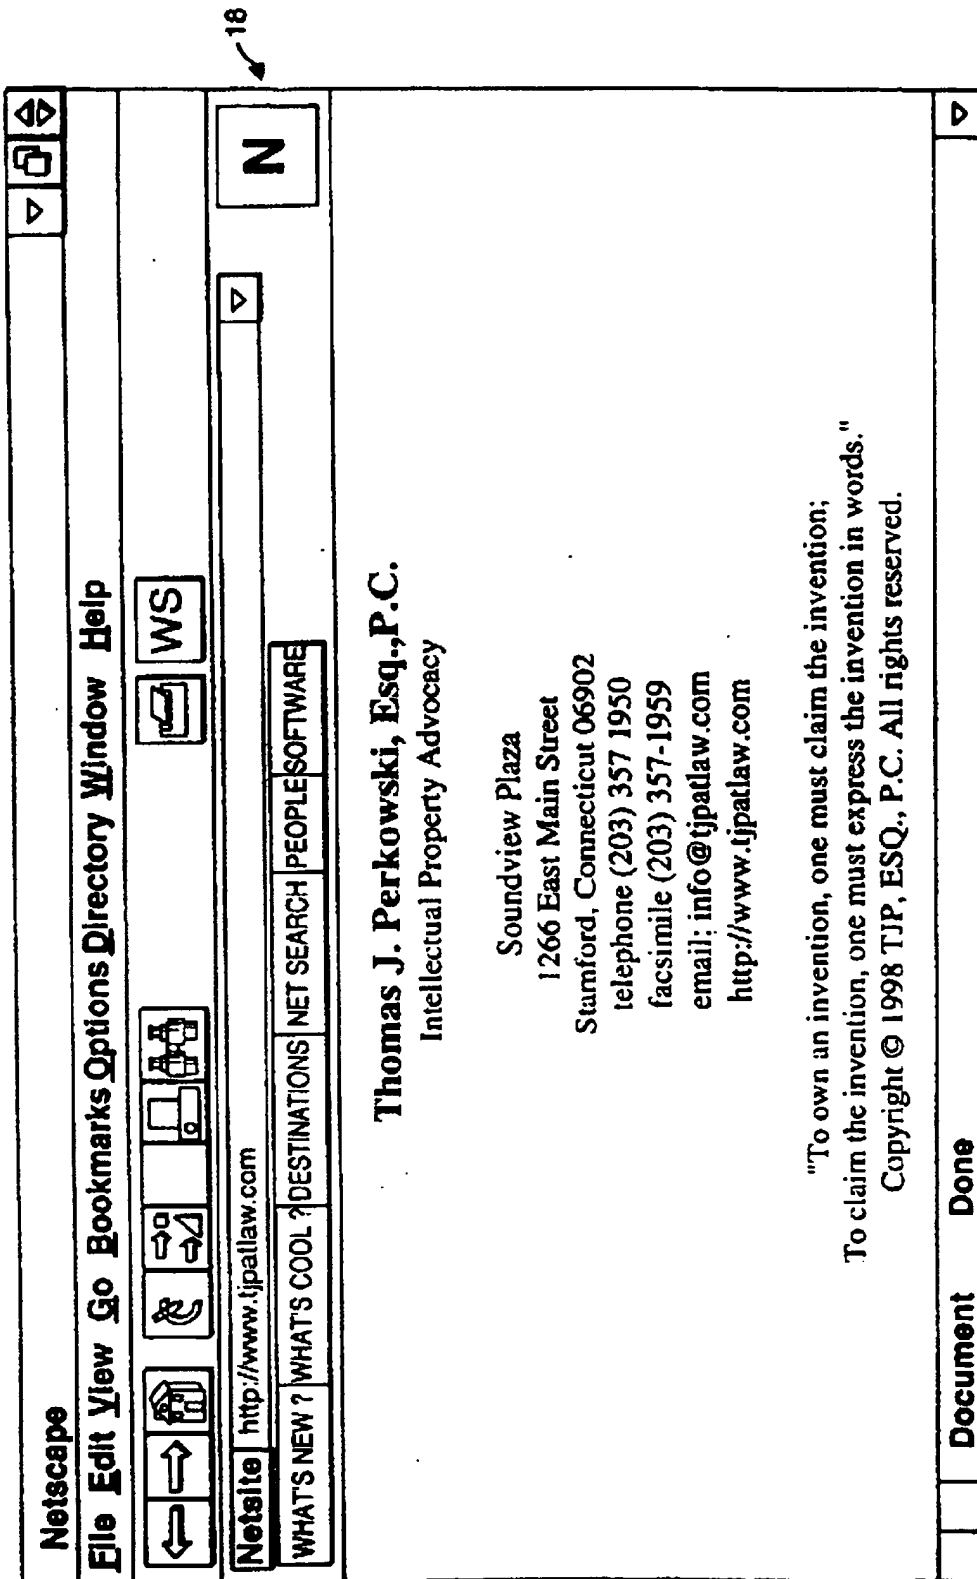 18
Netscape
File Edit View Go Bookmarks Options Directory Window Help
WS
Netsite http://www.tjpatlaw.com
N
WHAT'S NEW ? WHAT'S COOL ? DESTINATIONS NET SEARCH PEOPLE SOFTWARE
Thomas J. Perkowski, Esq.,P.C.
Intellectual Property Advocacy
Soundview Plaza
1266 East Main Street
Stamford, Connecticut 06902
telephone (203) 357 1950
facsimile (203) 357-1959
email; info@tjpatlaw.com
http://www.tjpatlaw.com
"To own an invention, one must claim the invention;
To claim the invention, one must express the invention in words."
Copyright © 1998 TJP, ESQ., P.C. All rights reserved.
Document Done